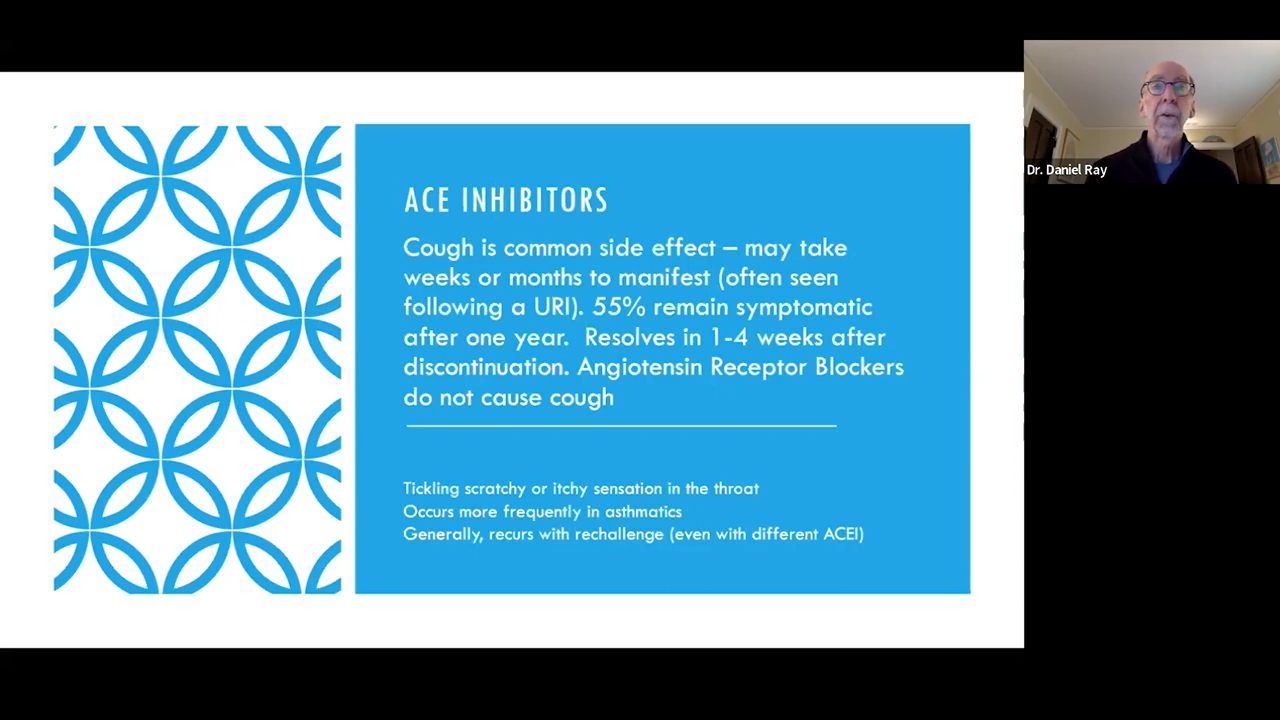 ACE INHIBITORS
Cough is common side effect – may take
weeks or months to manifest (often seen
following a URI). 55% remain symptomatic
after one year.  Resolves in 1-4 weeks after
discontinuation. Angiotensin Receptor Blockers
do not cause cough
Tickling scratchy or itchy sensation in the throat
Occurs more frequently in asthmatics
Generally, recurs with rechallenge (even with different ACEI)
Dr. Daniel Ray